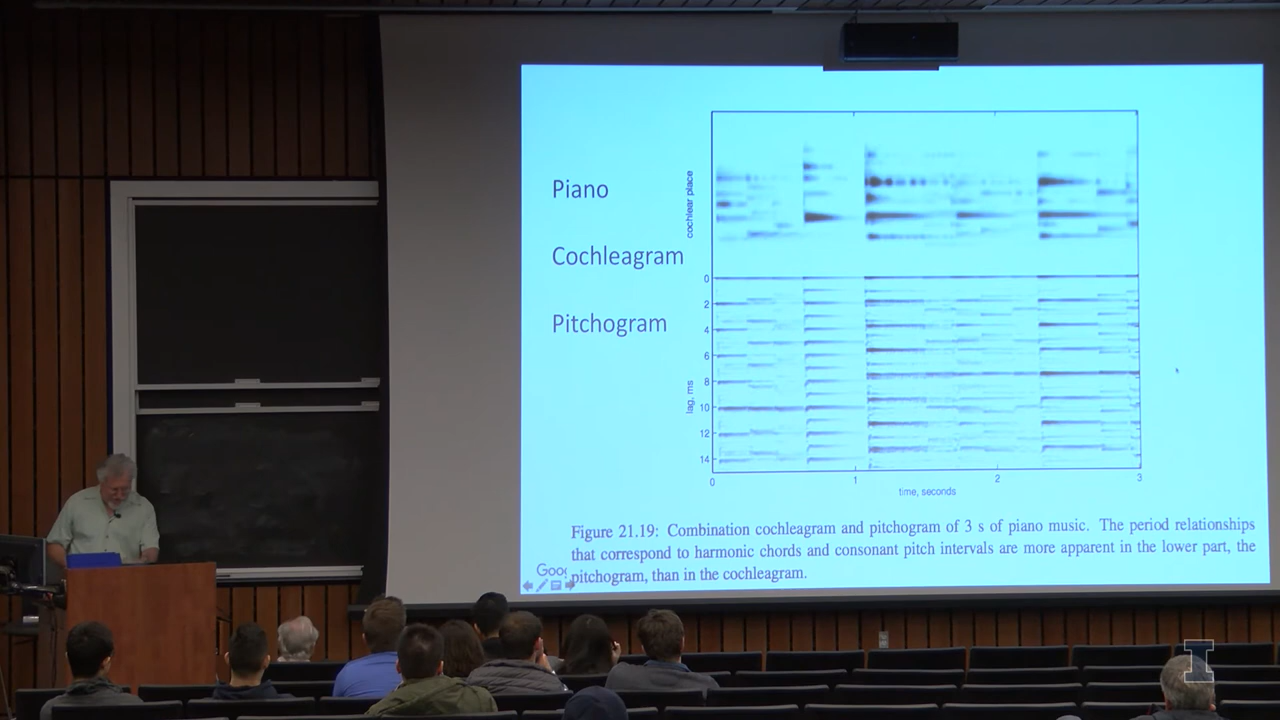 Piano
Cochleagram
Pitchogram
cochlear place
0
2
4
6
8
10
12
14
lag, ms
0
1
2
3
time, seconds
Figure 21.19: Combination cochleagram and pitchogram of 3 s of piano music. The period relationships
that correspond to harmonic chords and consonant pitch intervals are more apparent in the lower part, the
pitchogram, than in the cochleagram.
Goo
I